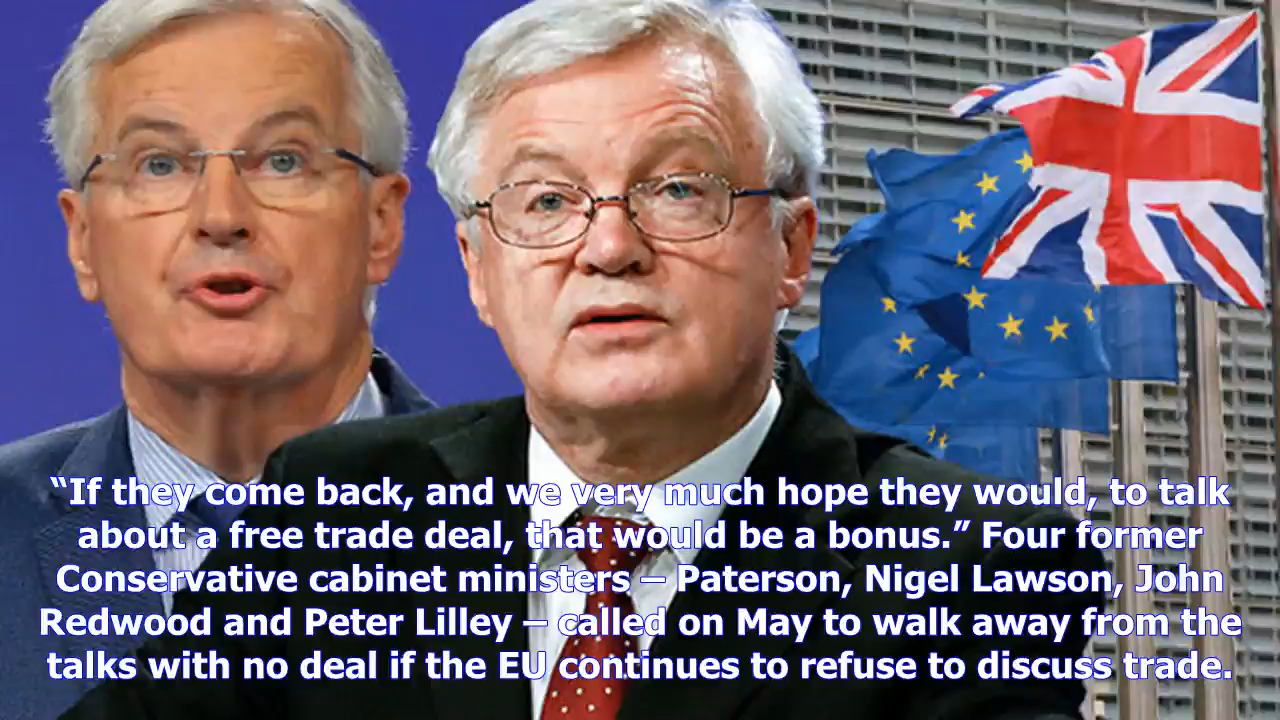 “If they come back, and we very much hope they would, to talk
about a free trade deal, that would be a bonus.” Four former
Conservative cabinet ministers – Paterson, Nigel Lawson, John
Redwood and Peter Lilley – called on May to walk away from the
talks with no deal if the EU continues to refuse to discuss trade.